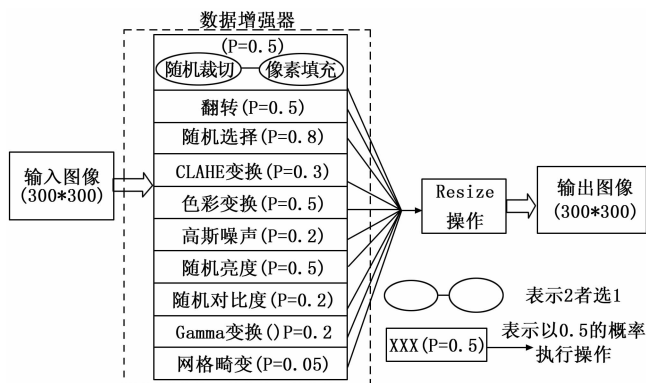 数据增强器
(P=0.5)
随机裁切 像素填充
翻转(P=0.5)
随机选择(P=0.8)
CLAHE变换(P=0.3)
色彩变换(P=0.5)
高斯噪声(P=0.2)
随机亮度(P=0.5)
随机对比度(P=0.2)
Gamma变换()P=0.2
网格畸变(P=0.05)
输入图像
(300*300)
Resize
操作
输出图像
(300*300)
表示2者选1
XXX(P=0.5)
表示以0.5的概率
执行操作